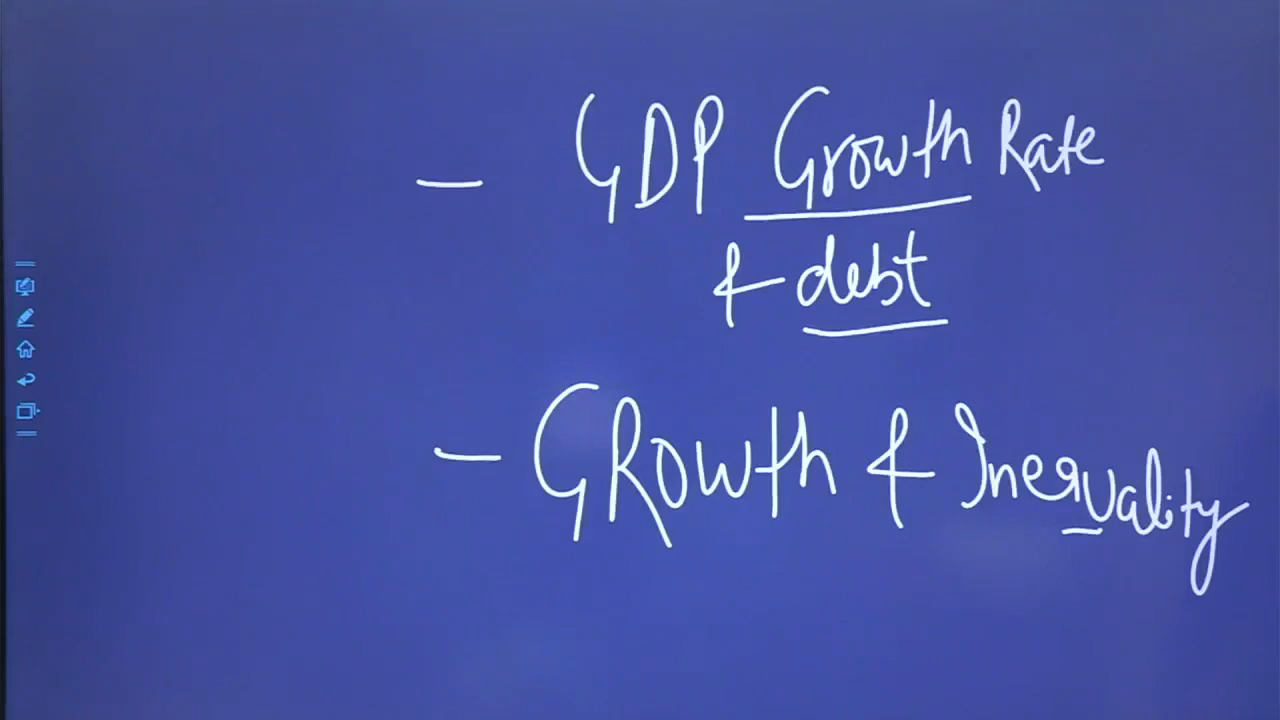 – GDP Growth Rate
& debt
– GRowth & Inequality